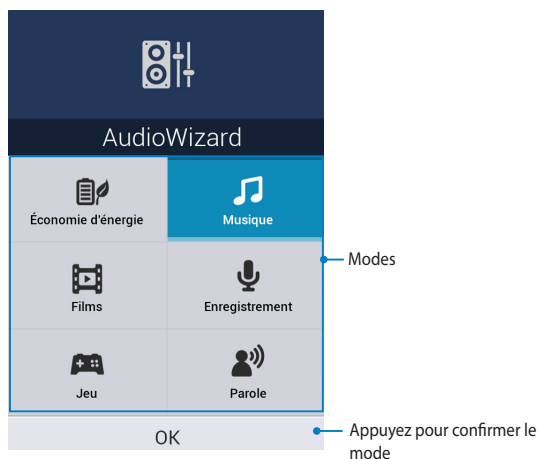 AudioWizard
Économie d'énergie
Musique
Films
Enregistrement
Jeu
Parole
Modes
OK
Appuyez pour confirmer le
mode